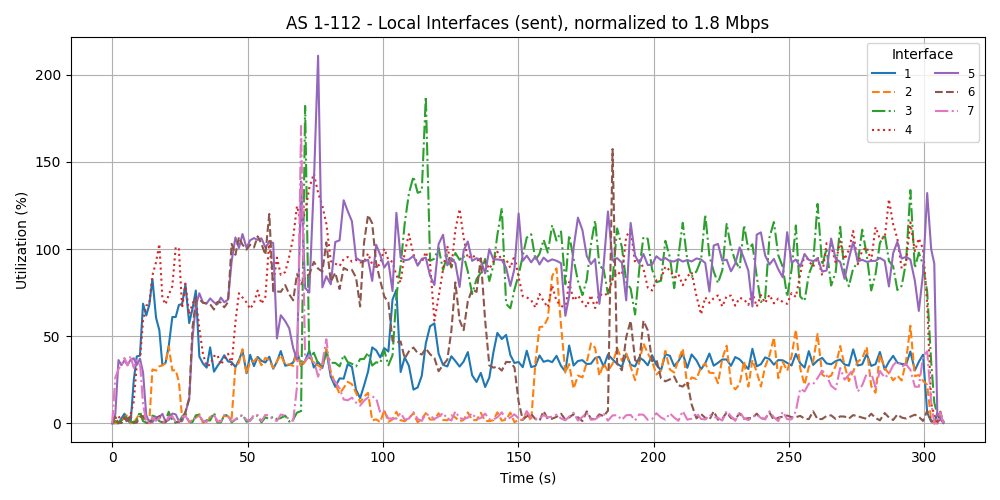 AS 1-112 - Local Interfaces (sent), normalized to 1.8 Mbps
Interface
1
2
3
4
5
6
7
Utilization (%)
200
150
100
50
0
0 50 100 150 200 250 300
Time (s)